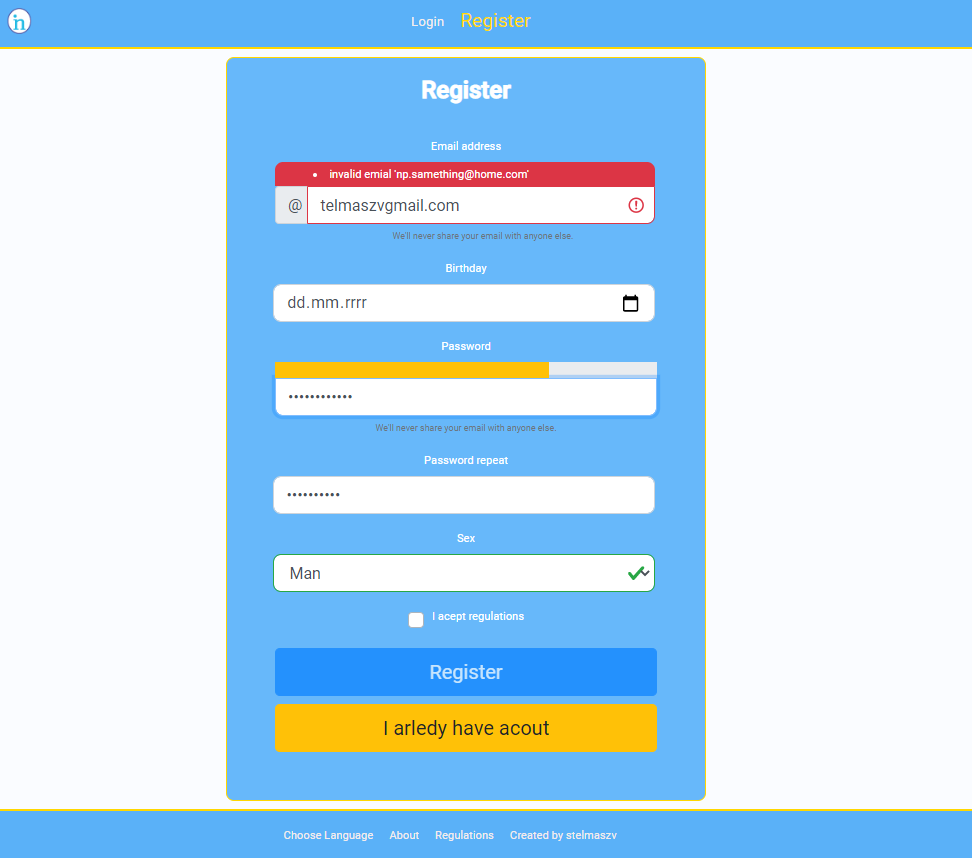 in
Login Register
Register
Email address
invalid emial 'np.samething@home.com'
@ telmaszvgmail.com
We'll never share your email with anyone else.
Birthday
dd.mm.rrrr
Password
••••••••••••
We'll never share your email with anyone else.
Password repeat
••••••••••
Sex
Man
I acept regulations
Register
I arledy have acout
Choose Language About Regulations Created by stelmaszv